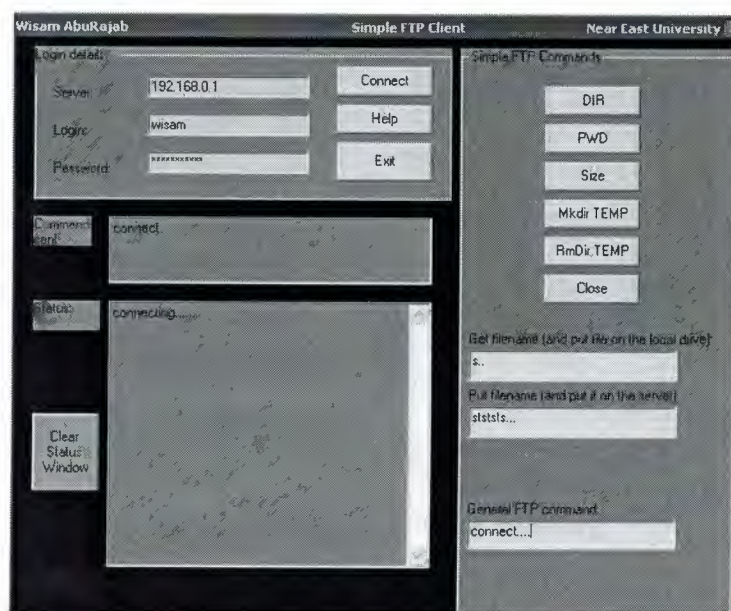 Wisam AbuRajab Simple FTP Client Near East University
Login details
Server: 192.168.0.1 Connect
Login: wisam Help
Password: ********** Exit
Command sent: connect.
Status: connecting.....
Clear Status Window
Simple FTP Commands
DIR
PWD
Size
Mkdir TEMP
RmDir TEMP
Close
Get filename (and put file on the local drive)
s..
Put filename (and put it on the server)
stststs...
General FTP command:
connect...